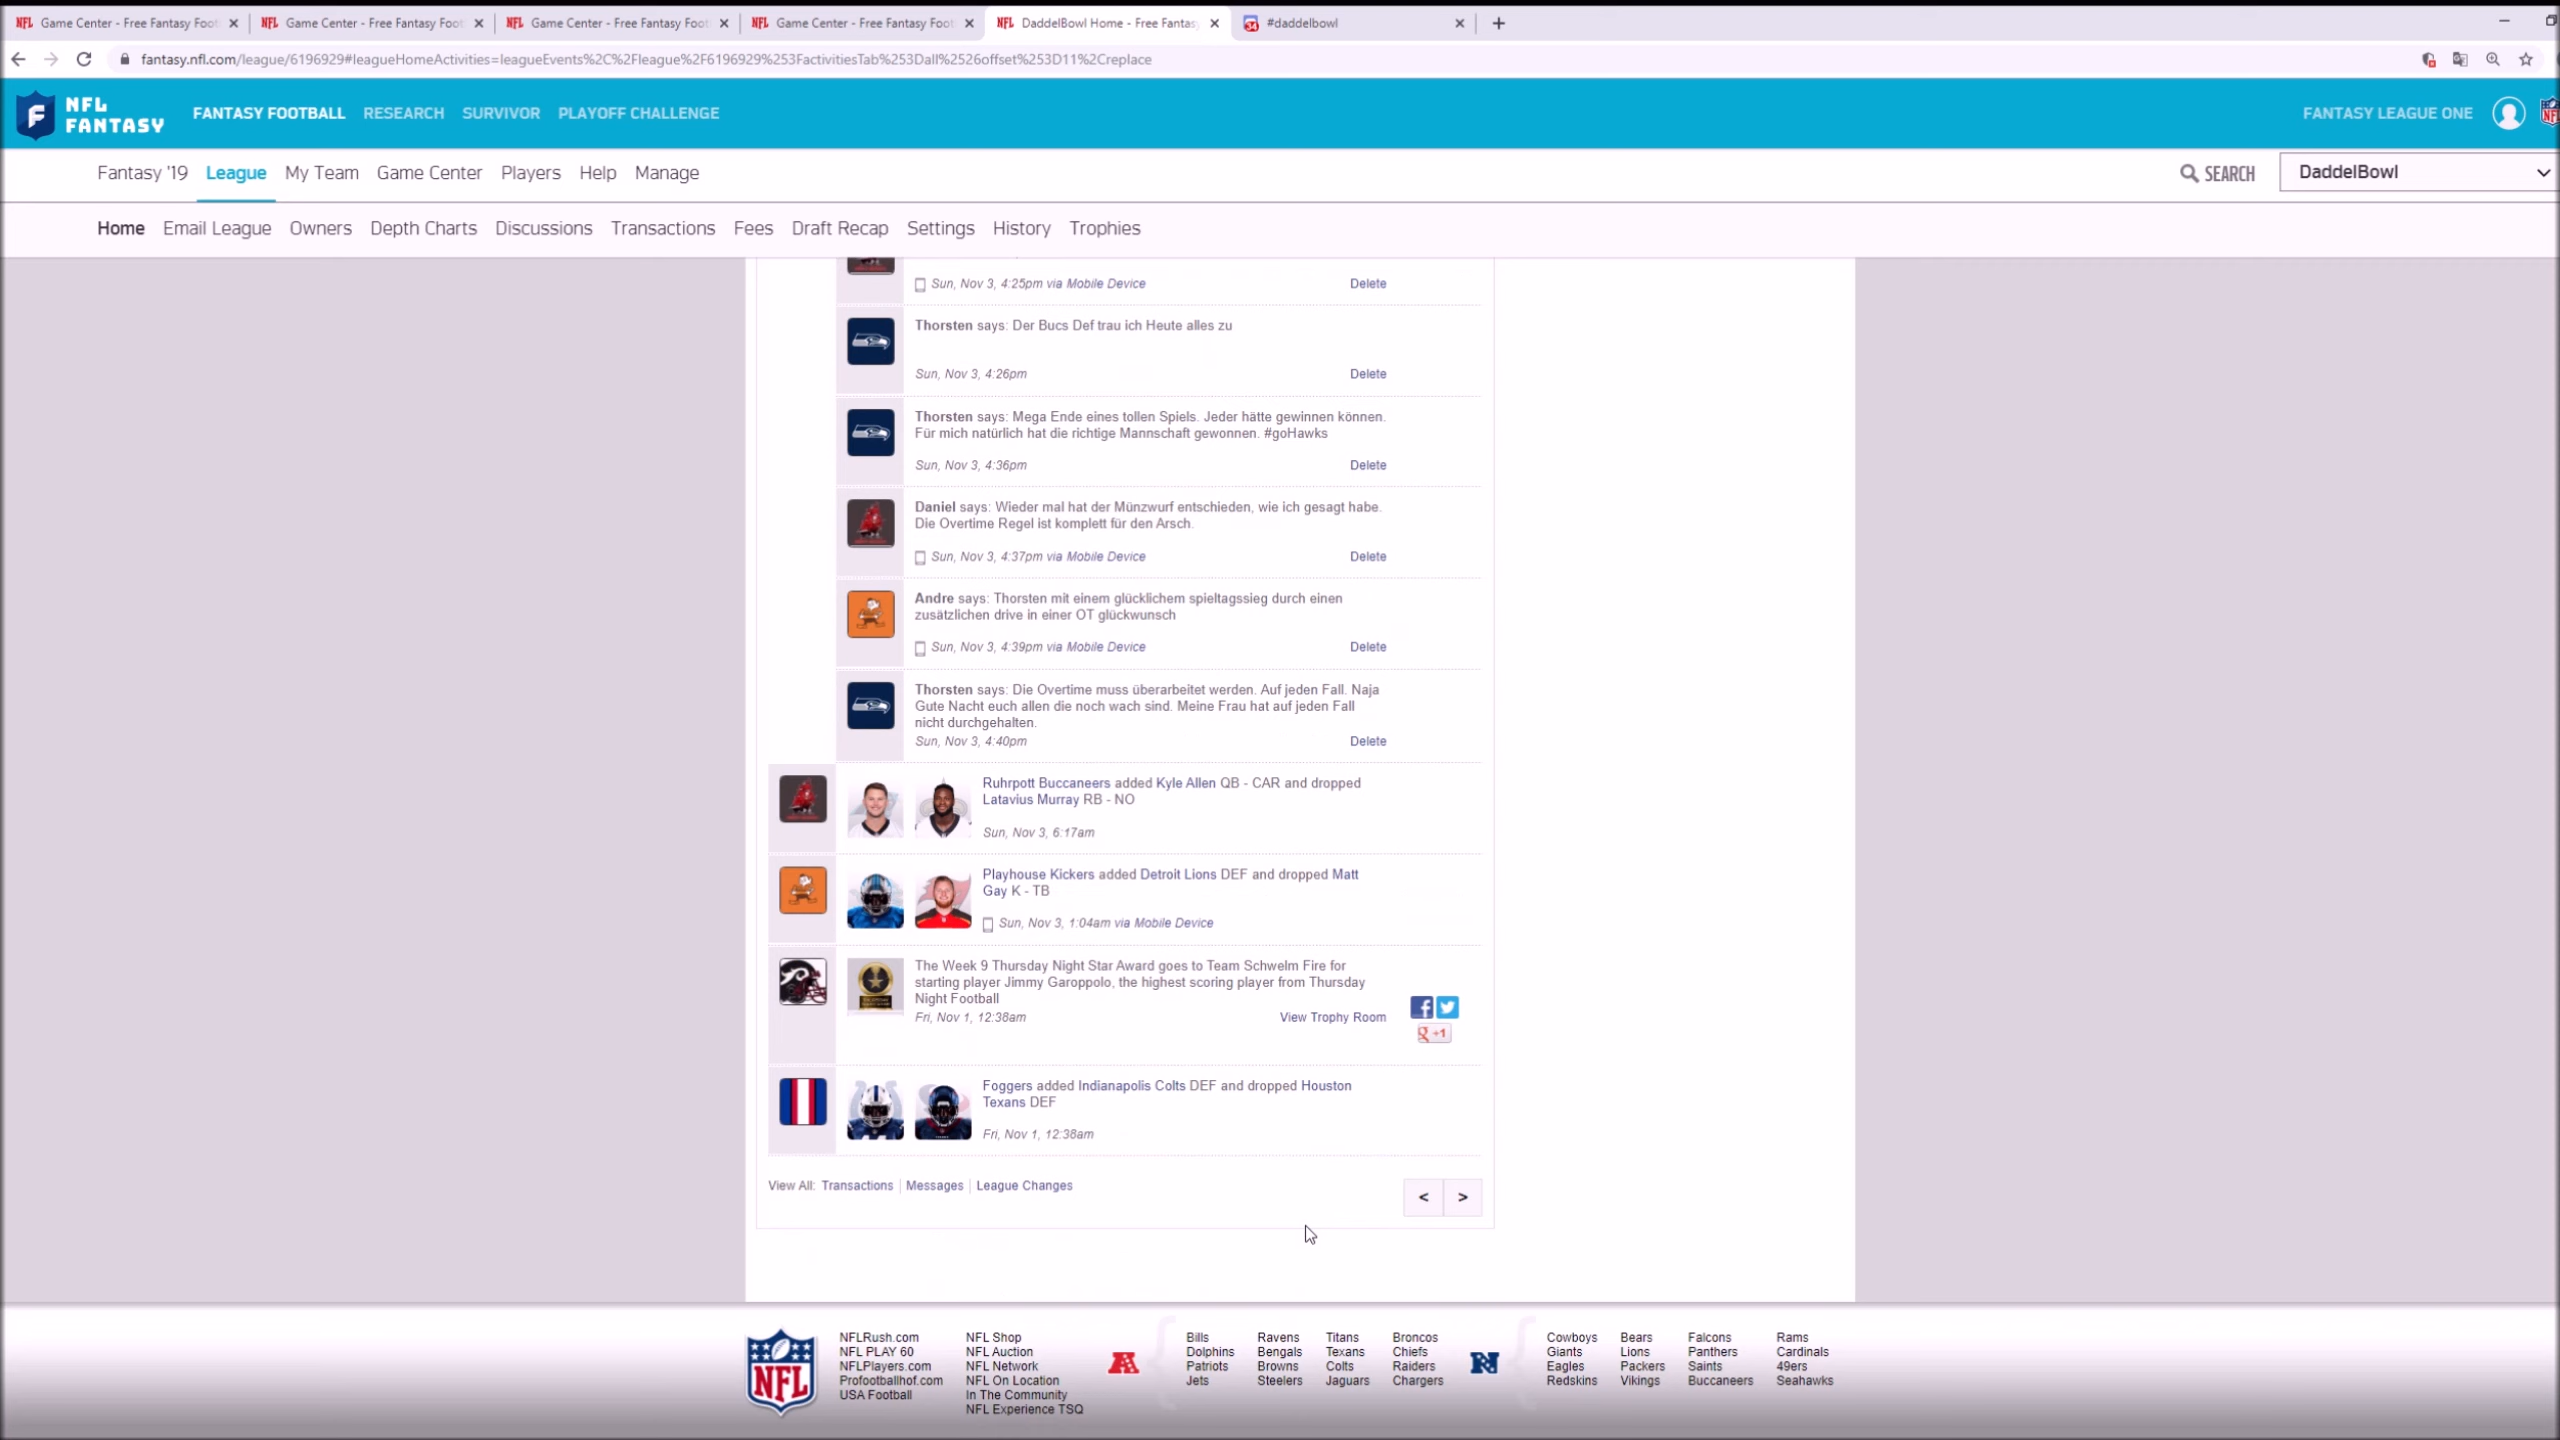 Game Center - Free Fantasy Foot
Game Center - Free Fantasy Foot
Game Center - Free Fantasy Foot
Game Center - Free Fantasy Foot
DaddelBowl Home - Free Fantas
#daddelbowl
fantasy.nfl.com/league/6196929#leagueHomeActivities=leagueEvents%2C%2Fleague%2F6196929%253FactivitiesTab%253Dall%2526offset%253D11%2Creplace
NFL FANTASY
FANTASY FOOTBALL RESEARCH SURVIVOR PLAYOFF CHALLENGE
FANTASY LEAGUE ONE
Fantasy '19 League My Team Game Center Players Help Manage
SEARCH
DaddelBowl
Home Email League Owners Depth Charts Discussions Transactions Fees Draft Recap Settings History Trophies
Sun, Nov 3, 4:25pm via Mobile Device Delete
Thorsten says: Der Bucs Def trau ich Heute alles zu
Sun, Nov 3, 4:26pm Delete
Thorsten says: Mega Ende eines tollen Spiels. Jeder hätte gewinnen können.
Für mich natürlich hat die richtige Mannschaft gewonnen. #goHawks
Sun, Nov 3, 4:36pm Delete
Daniel says: Wieder mal hat der Münzwurf entschieden, wie ich gesagt habe.
Die Overtime Regel ist komplett für den Arsch.
Sun, Nov 3, 4:37pm via Mobile Device Delete
Andre says: Thorsten mit einem glücklichem spieltagssieg durch einen
zusätzlichen drive in einer OT glückwunsch
Sun, Nov 3, 4:39pm via Mobile Device Delete
Thorsten says: Die Overtime muss überarbeitet werden. Auf jeden Fall. Naja
Gute Nacht euch allen die noch wach sind. Meine Frau hat auf jeden Fall
nicht durchgehalten.
Sun, Nov 3, 4:40pm Delete
Ruhrpott Buccaneers added Kyle Allen QB - CAR and dropped
Latavius Murray RB - NO
Sun, Nov 3, 6:17am
Playhouse Kickers added Detroit Lions DEF and dropped Matt
Gay K - TB
Sun, Nov 3, 1:04am via Mobile Device
The Week 9 Thursday Night Star Award goes to Team Schwelm Fire for
starting player Jimmy Garoppolo, the highest scoring player from Thursday
Night Football
Fri, Nov 1, 12:38am View Trophy Room
g +1
Foggers added Indianapolis Colts DEF and dropped Houston
Texans DEF
Fri, Nov 1, 12:38am
View All: Transactions | Messages | League Changes
< >
NFL
NFLRush.com
NFL PLAY 60
NFLPlayers.com
Profootballhof.com
USA Football
NFL Shop
NFL Auction
NFL Network
NFL On Location
In The Community
NFL Experience TSQ
A
Bills
Dolphins
Patriots
Jets
Ravens
Bengals
Browns
Steelers
Titans
Texans
Colts
Jaguars
Broncos
Chiefs
Raiders
Chargers
N
Cowboys
Giants
Eagles
Redskins
Bears
Lions
Packers
Vikings
Falcons
Panthers
Saints
Buccaneers
Rams
Cardinals
49ers
Seahawks